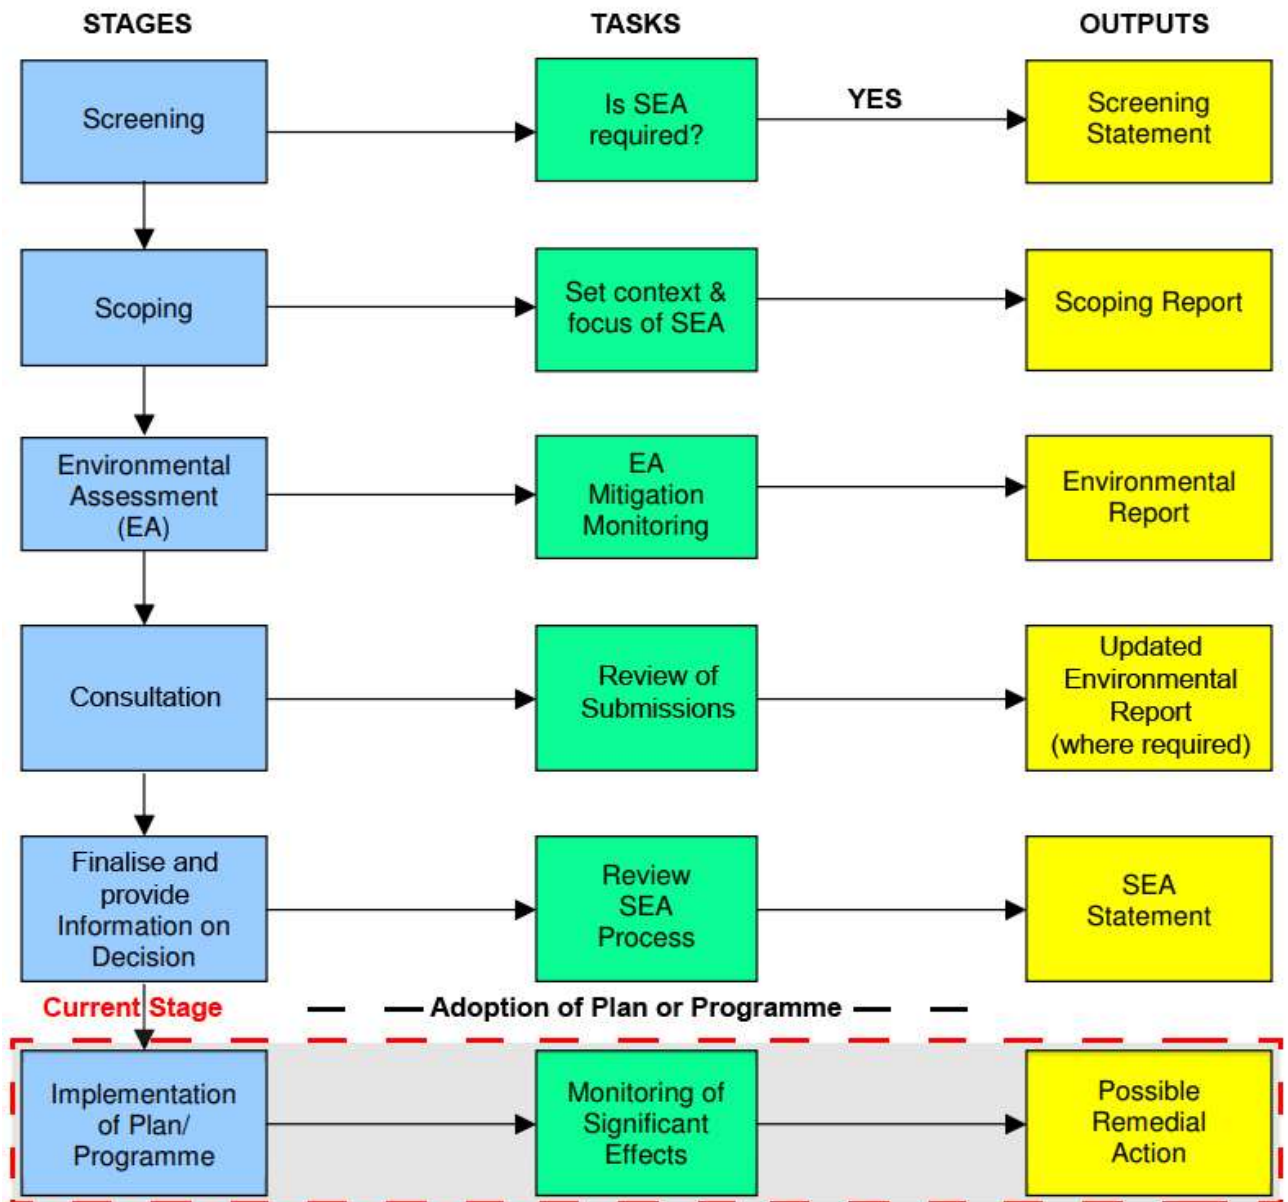 STAGES
TASKS
OUTPUTS
Screening
Is SEA
required?
YES
Screening
Statement
Scoping
Set context &
focus of SEA
Scoping Report
Environmental
Assessment
(EA)
EA
Mitigation
Monitoring
Environmental
Report
Consultation
Review of
Submissions
Updated
Environmental
Report
(where required)
Finalise and
provide
Information on
Decision
Review
SEA
Process
SEA
Statement
Current Stage
Adoption of Plan or Programme
Implementation
of Plan/
Programme
Monitoring of
Significant
Effects
Possible
Remedial
Action